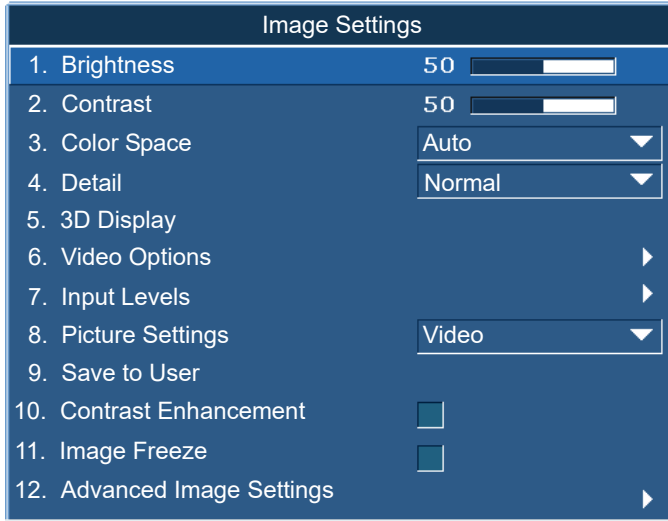 Image Settings
1. Brightness 50
2. Contrast 50
3. Color Space Auto
4. Detail Normal
5. 3D Display
6. Video Options
7. Input Levels
8. Picture Settings Video
9. Save to User
10. Contrast Enhancement
11. Image Freeze
12. Advanced Image Settings